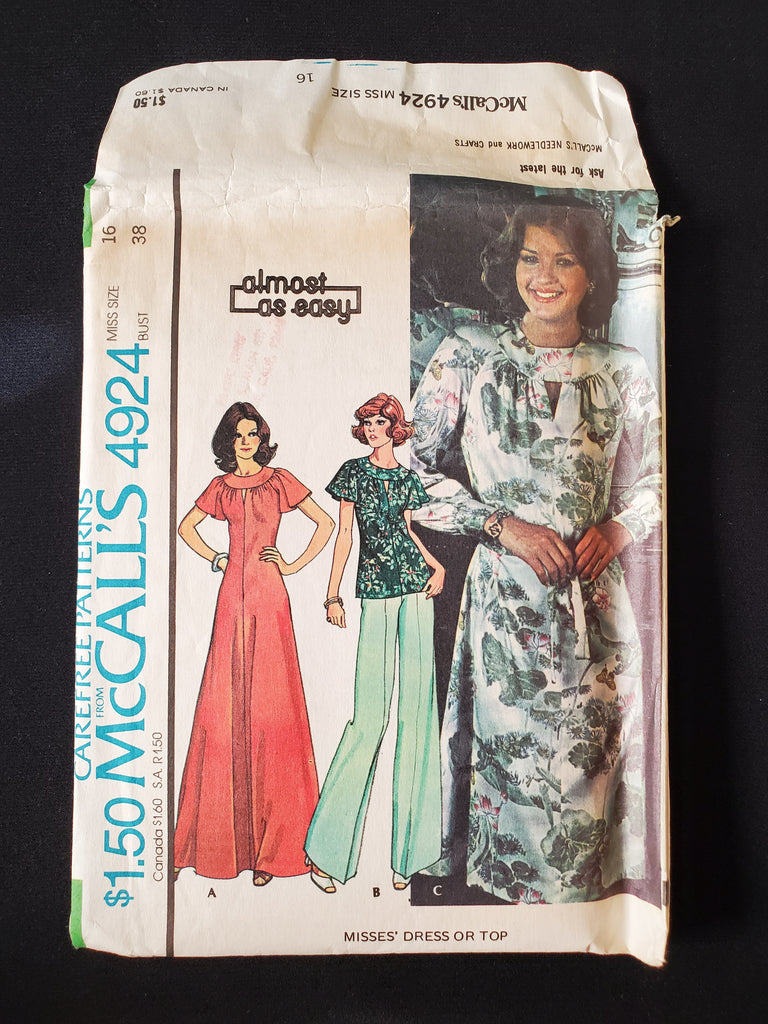 McCall's 4924 MISS SIZE 16
$1.50 IN CANADA $1.60
McCALL'S NEEDLEWORK and CRAFTS
Ask for the latest
CAREFREE PATTERNS
FROM
McCALL'S 4924
MISS SIZE 16
BUST 38
$1.50
Canada $1.60 S.A. R1.50
almost
as easy
A
B
C
MISSES' DRESS OR TOP